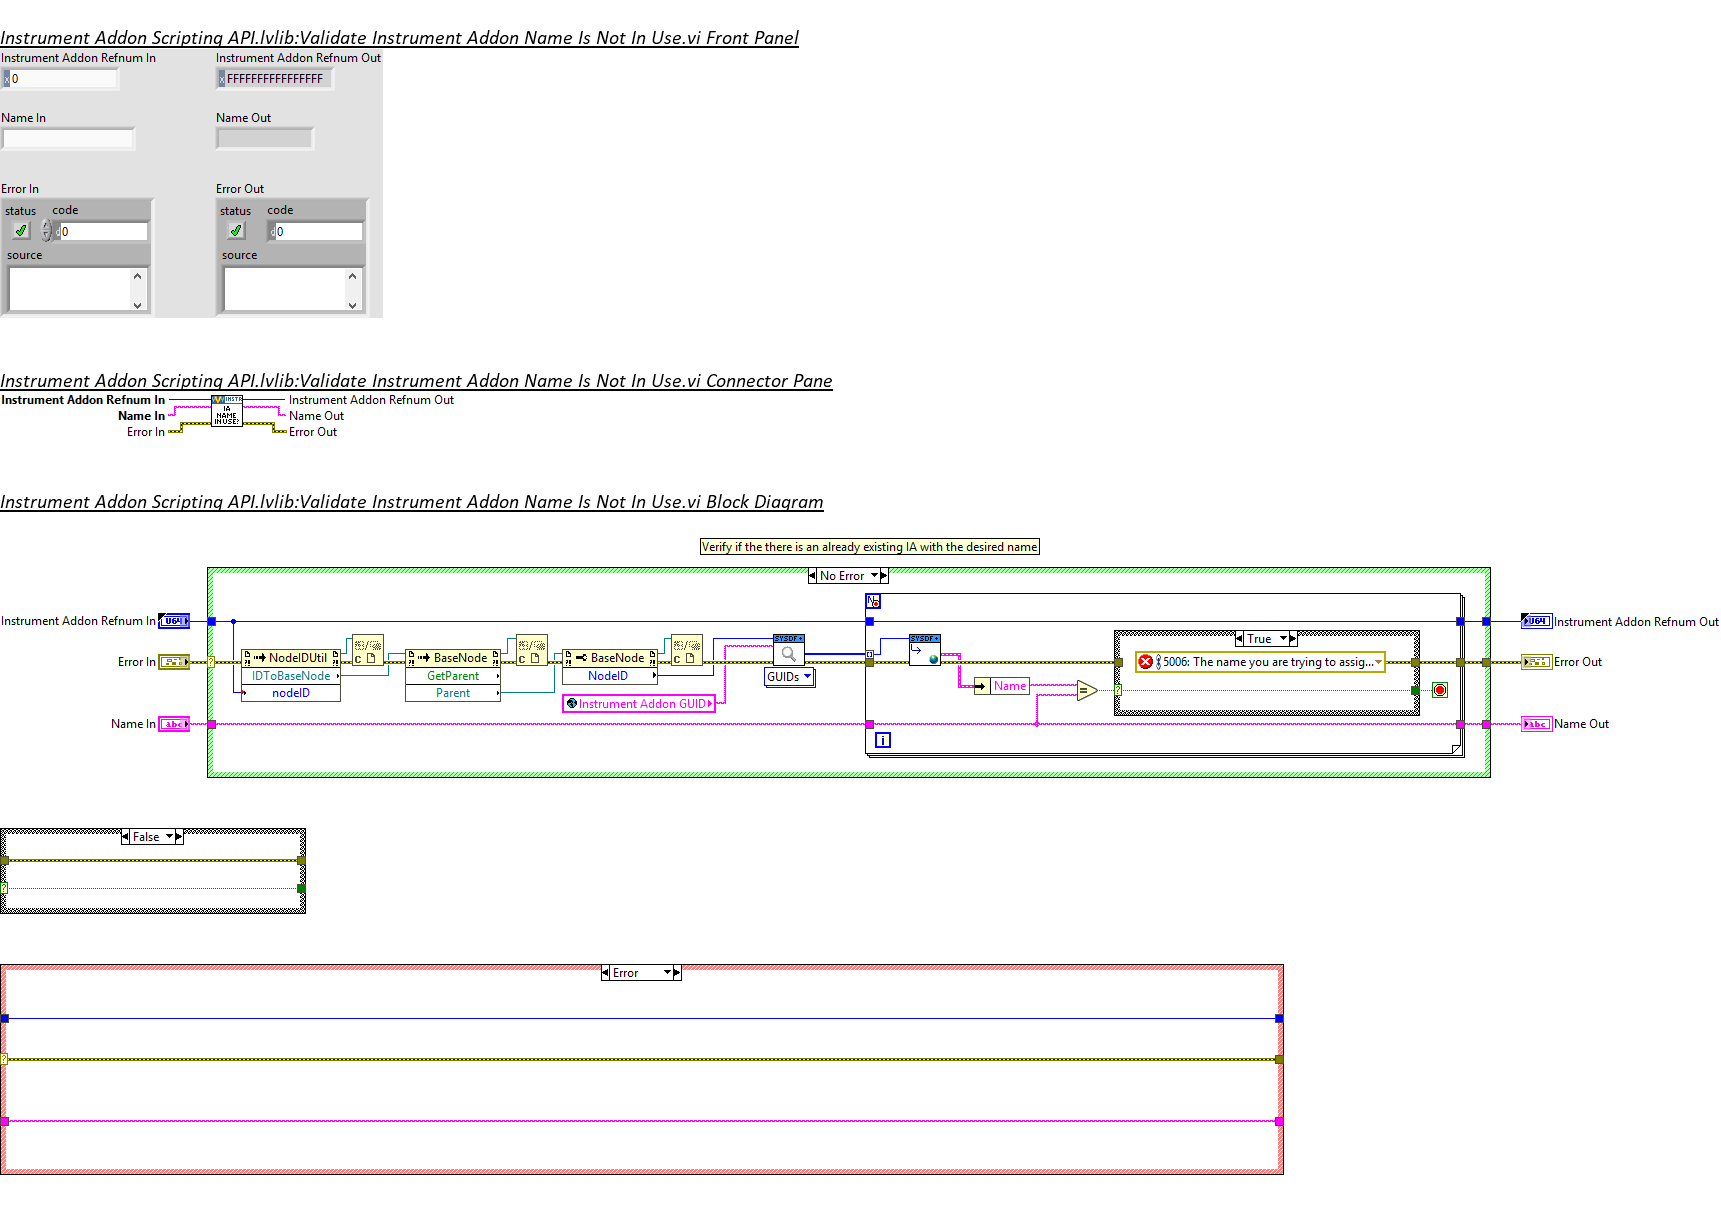 Instrument Addon Scripting API.lvlib:Validate Instrument Addon Name Is Not In Use.vi Front Panel
Instrument Addon Refnum In
Instrument Addon Refnum Out
x 0
x FFFFFFFFFFFFFFFF
Name In
Name Out
Error In
Error Out
status code
status code
d 0
d 0
source
source
Instrument Addon Scripting API.lvlib:Validate Instrument Addon Name Is Not In Use.vi Connector Pane
Instrument Addon Refnum In
INSTR
Instrument Addon Refnum Out
Name In
IA NAME IN USE?
Name Out
Error In
Error Out
Instrument Addon Scripting API.lvlib:Validate Instrument Addon Name Is Not In Use.vi Block Diagram
Verify if the there is an already existing IA with the desired name
No Error
N
Instrument Addon Refnum In
U64
U64
Instrument Addon Refnum Out
SYSDF
SYSDF
True
Error In
NodeIDUtil
C
BaseNode
C
BaseNode
C
5006: The name you are trying to assig...
Error Out
IDToBaseNode
GetParent
NodeID
GUIDs
nodeID
Parent
Name
=
?
Instrument Addon GUID
Name In
abc
abc
Name Out
i
False
?
Error
?